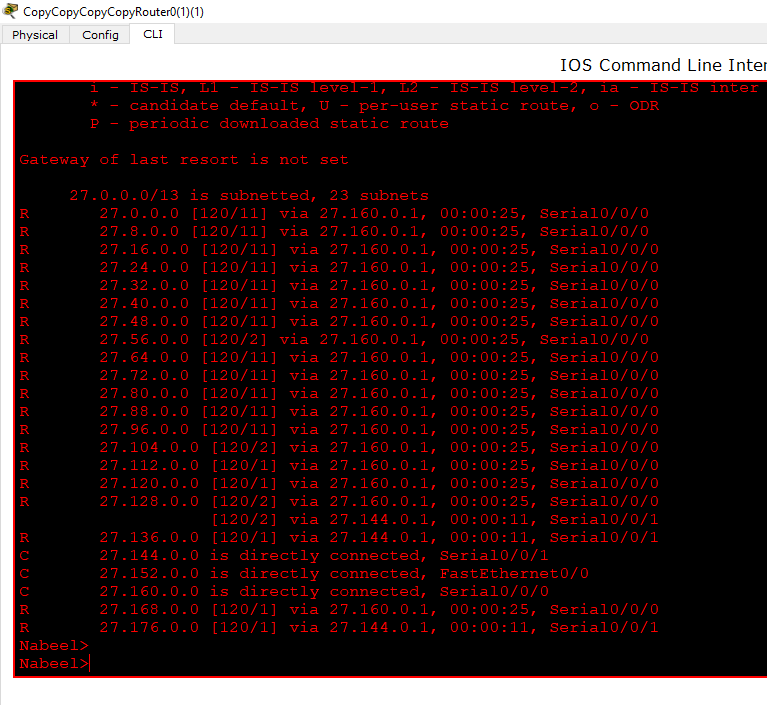 CopyCopyCopyCopyRouter0(1)(1)
Physical Config CLI
IOS Command Line Inter
i - IS-IS, L1 - IS-IS level-1, L2 - IS-IS level-2, ia - IS-IS inter
* - candidate default, U - per-user static route, o - ODR
P - periodic downloaded static route
Gateway of last resort is not set
27.0.0.0/13 is subnetted, 23 subnets
R 27.0.0.0 [120/11] via 27.160.0.1, 00:00:25, Serial0/0/0
R 27.8.0.0 [120/11] via 27.160.0.1, 00:00:25, Serial0/0/0
R 27.16.0.0 [120/11] via 27.160.0.1, 00:00:25, Serial0/0/0
R 27.24.0.0 [120/11] via 27.160.0.1, 00:00:25, Serial0/0/0
R 27.32.0.0 [120/11] via 27.160.0.1, 00:00:25, Serial0/0/0
R 27.40.0.0 [120/11] via 27.160.0.1, 00:00:25, Serial0/0/0
R 27.48.0.0 [120/11] via 27.160.0.1, 00:00:25, Serial0/0/0
R 27.56.0.0 [120/2] via 27.160.0.1, 00:00:25, Serial0/0/0
R 27.64.0.0 [120/11] via 27.160.0.1, 00:00:25, Serial0/0/0
R 27.72.0.0 [120/11] via 27.160.0.1, 00:00:25, Serial0/0/0
R 27.80.0.0 [120/11] via 27.160.0.1, 00:00:25, Serial0/0/0
R 27.88.0.0 [120/11] via 27.160.0.1, 00:00:25, Serial0/0/0
R 27.96.0.0 [120/11] via 27.160.0.1, 00:00:25, Serial0/0/0
R 27.104.0.0 [120/2] via 27.160.0.1, 00:00:25, Serial0/0/0
R 27.112.0.0 [120/1] via 27.160.0.1, 00:00:25, Serial0/0/0
R 27.120.0.0 [120/1] via 27.160.0.1, 00:00:25, Serial0/0/0
R 27.128.0.0 [120/2] via 27.160.0.1, 00:00:25, Serial0/0/0
[120/2] via 27.144.0.1, 00:00:11, Serial0/0/1
R 27.136.0.0 [120/1] via 27.144.0.1, 00:00:11, Serial0/0/1
C 27.144.0.0 is directly connected, Serial0/0/1
C 27.152.0.0 is directly connected, FastEthernet0/0
C 27.160.0.0 is directly connected, Serial0/0/0
R 27.168.0.0 [120/1] via 27.160.0.1, 00:00:25, Serial0/0/0
R 27.176.0.0 [120/1] via 27.144.0.1, 00:00:11, Serial0/0/1
Nabeel>
Nabeel>